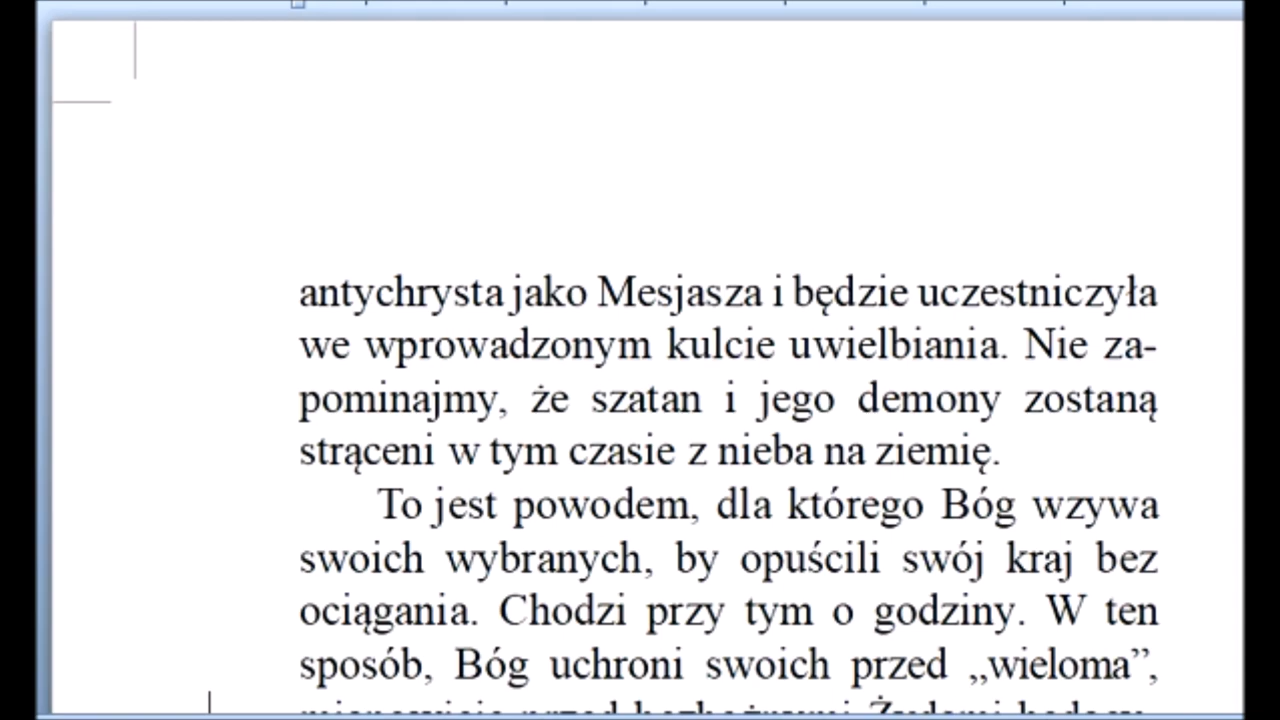 antychrysta jako Mesjasza i będzie uczestniczyła
we wprowadzonym kulcie uwielbiania. Nie za-
pominajmy, że szatan i jego demony zostaną
strąceni w tym czasie z nieba na ziemię.
To jest powodem, dla którego Bóg wzywa
swoich wybranych, by opuścili swój kraj bez
ociągania. Chodzi przy tym o godziny. W ten
sposób, Bóg uchroni swoich przed „wieloma”,